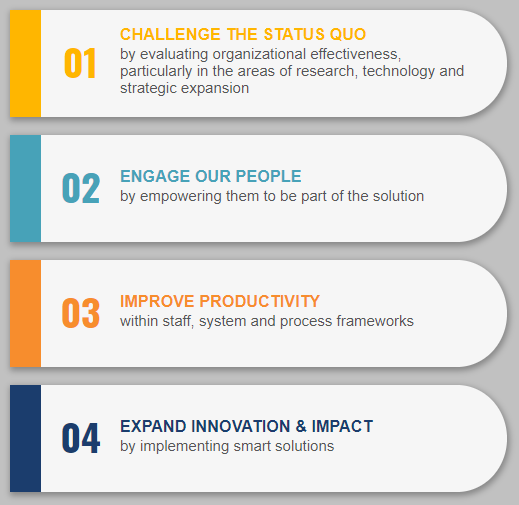 01
CHALLENGE THE STATUS QUO
by evaluating organizational effectiveness,
particularly in the areas of research, technology and
strategic expansion
02
ENGAGE OUR PEOPLE
by empowering them to be part of the solution
03
IMPROVE PRODUCTIVITY
within staff, system and process frameworks
04
EXPAND INNOVATION & IMPACT
by implementing smart solutions